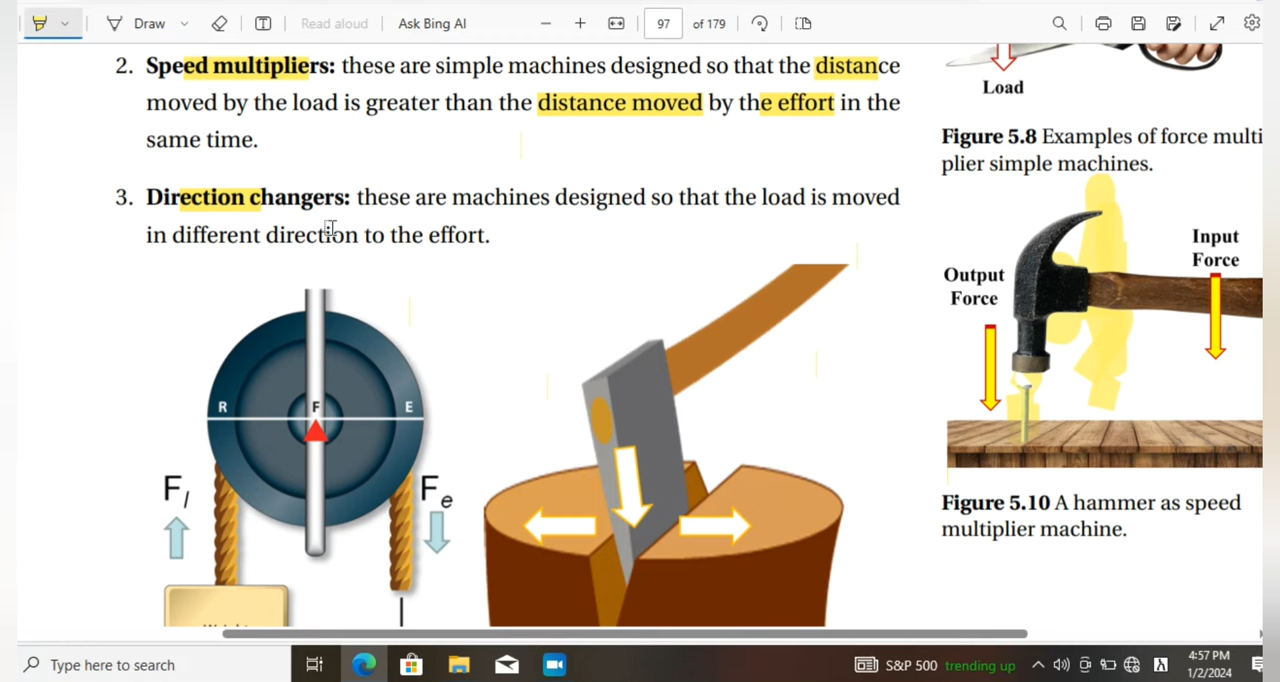 Draw
Read aloud
Ask Bing AI
97
of 179
2. Speed multipliers: these are simple machines designed so that the distance
moved by the load is greater than the distance moved by the effort in the
same time.
3. Direction changers: these are machines designed so that the load is moved
in different direction to the effort.
R
F
E
Fl
Fe
Load
Figure 5.8 Examples of force multi
plier simple machines.
Input
Force
Output
Force
Figure 5.10 A hammer as speed
multiplier machine.
Type here to search
S&P 500 trending up
4:57 PM
1/2/2024